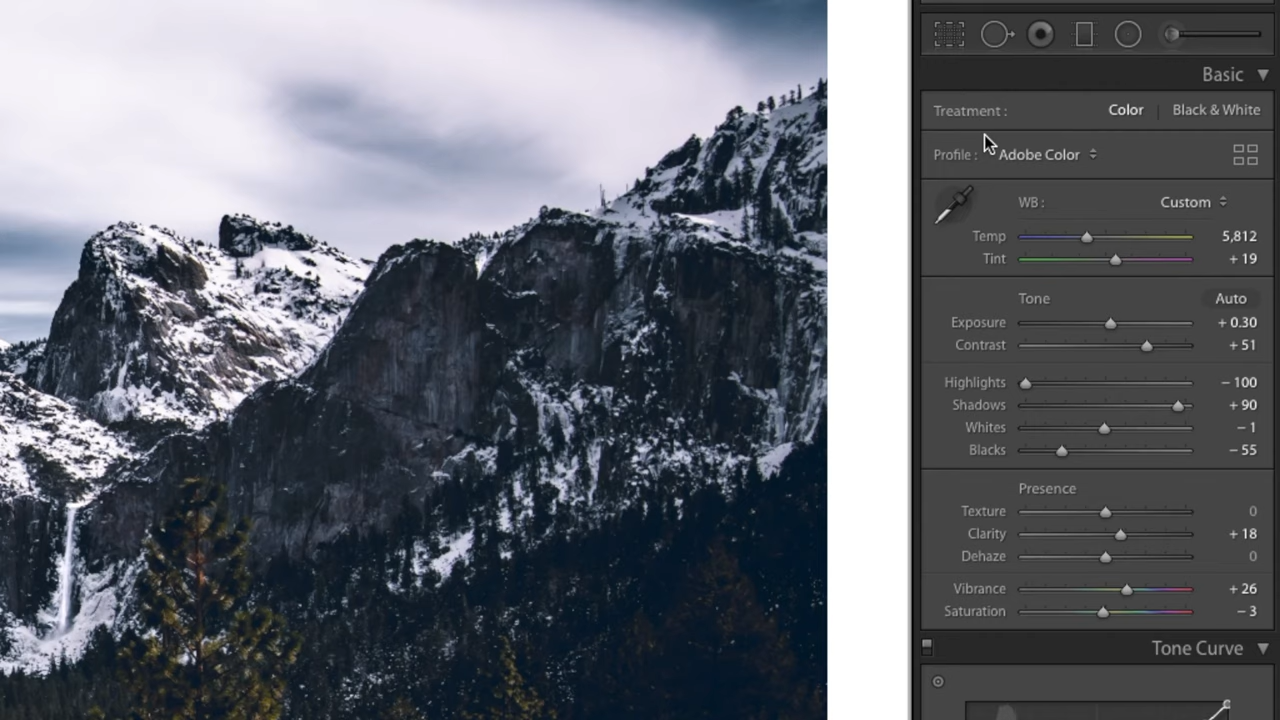 Basic
Treatment : Color Black & White
Profile : Adobe Color
WB : Custom
Temp 5,812
Tint + 19
Tone Auto
Exposure + 0.30
Contrast + 51
Highlights − 100
Shadows + 90
Whites − 1
Blacks − 55
Presence
Texture 0
Clarity + 18
Dehaze 0
Vibrance + 26
Saturation − 3
Tone Curve